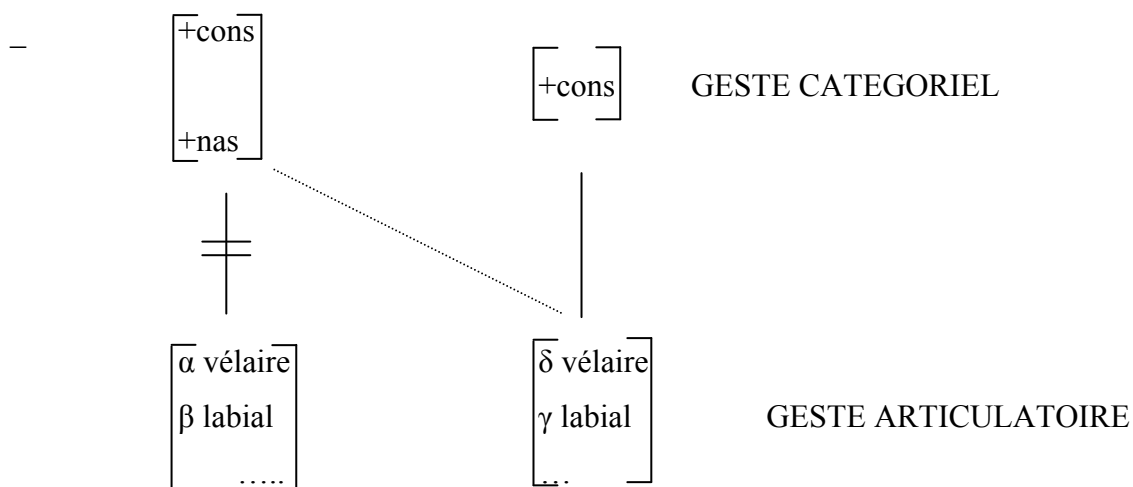 –
+cons
+cons GESTE CATEGORIEL
+nas
α vélaire δ vélaire
β labial γ labial GESTE ARTICULATOIRE
….. …